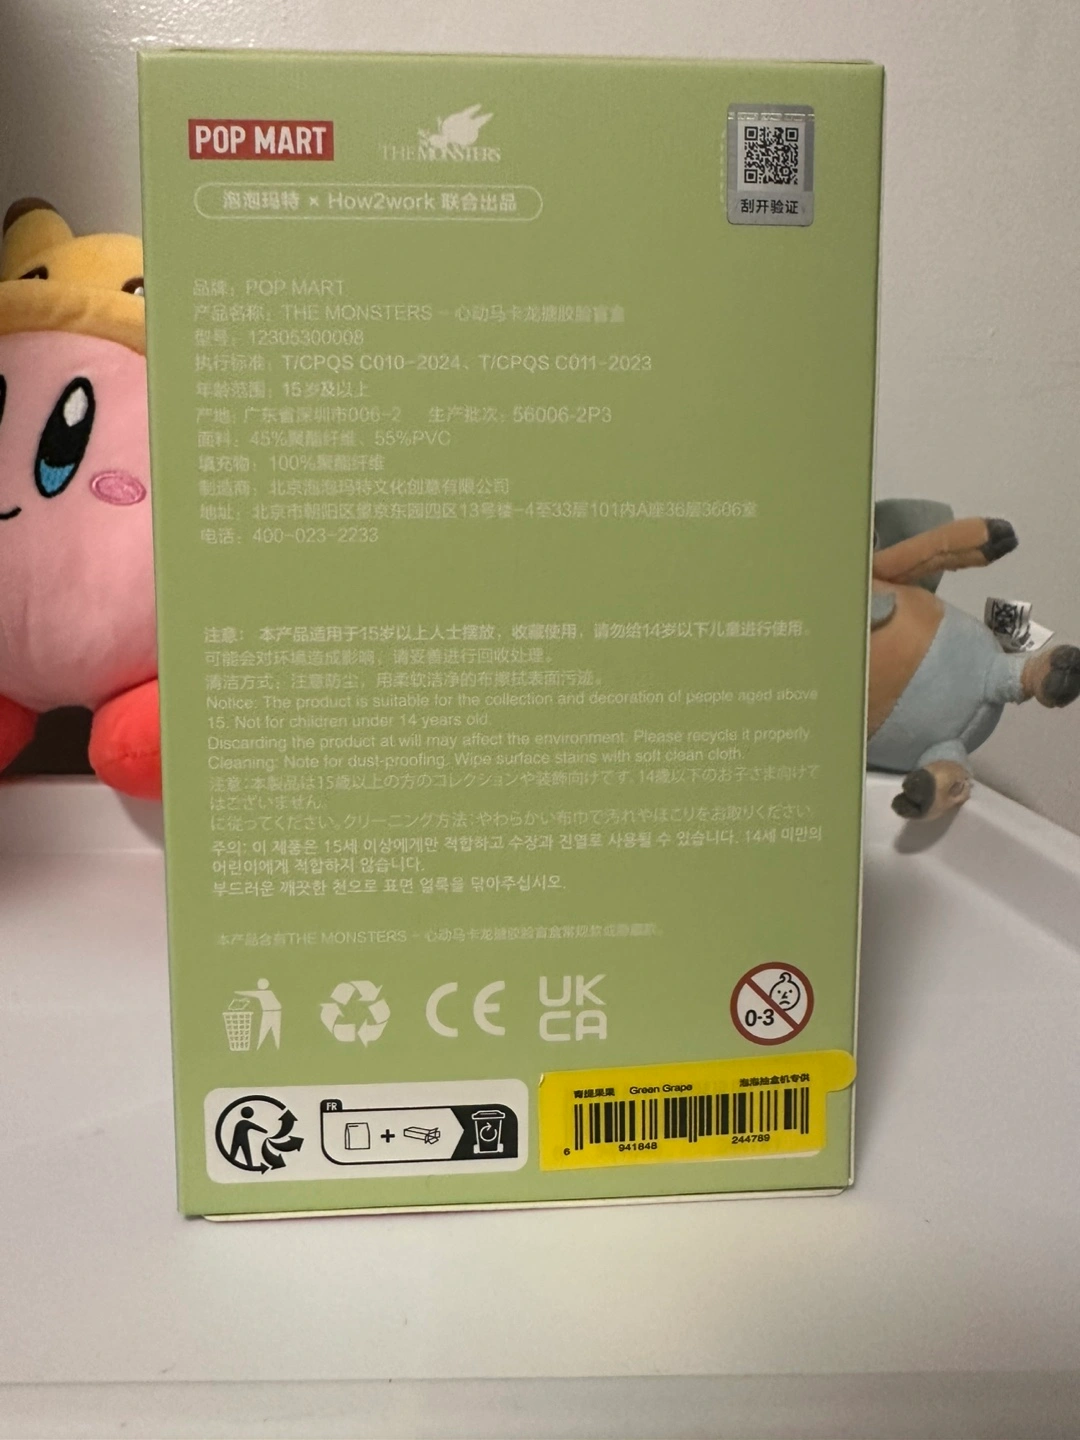 POP MART
THE MONSTERS
泡泡玛特 × How2work 联合出品
刮开验证
品牌：POP MART
产品名称：THE MONSTERS - 心动马卡龙搪胶脸盲盒
型号：12305300008
执行标准：T/CPQS C010-2024、T/CPQS C011-2023
年龄范围：15岁及以上
产地：广东省深圳市006-2 生产批次：56006-2P3
面料：45%聚酯纤维、55%PVC
填充物：100%聚酯纤维
制造商：北京泡泡玛特文化创意有限公司
地址：北京市朝阳区望京东园四区13号楼-4至33层101内A座36层3606室
电话：400-023-2233
注意：本产品适用于15岁以上人士摆放，收藏使用，请勿给14岁以下儿童进行使用。
可能会对环境造成影响，请妥善进行回收处理。
清洁方式：注意防尘，用柔软洁净的布擦拭表面污迹。
Notice: The product is suitable for the collection and decoration of people aged above
15. Not for children under 14 years old.
Discarding the product at will may affect the environment. Please recycle it properly.
Cleaning: Note for dust-proofing. Wipe surface stains with soft clean cloth.
注意：本製品は15歳以上の方のコレクションや装飾向けです。14歳以下のお子さま向けで
はございません。
に従ってください。クリーニング方法：やわらかい布巾で汚れやほこりをお取りください
주의: 이 제품은 15세 이상에게만 적합하고 수장과 진열로 사용될 수 있습니다. 14세 미만의
어린이에게 적합하지 않습니다.
부드러운 깨끗한 천으로 표면 얼룩을 닦아주십시오.
本产品含有THE MONSTERS - 心动马卡龙搪胶脸盲盒常规款或隐藏款。
CE
UK
CA
0-3
FR
青提果果 Green Grape 泡泡抽盒机专供
6 941848 244789